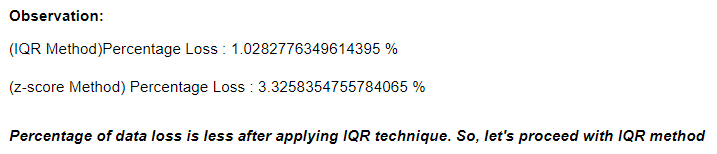 Observation:
(IQR Method)Percentage Loss : 1.0282776349614395 %
(z-score Method) Percentage Loss : 3.3258354755784065 %
Percentage of data loss is less after applying IQR technique. So, let's proceed with IQR method